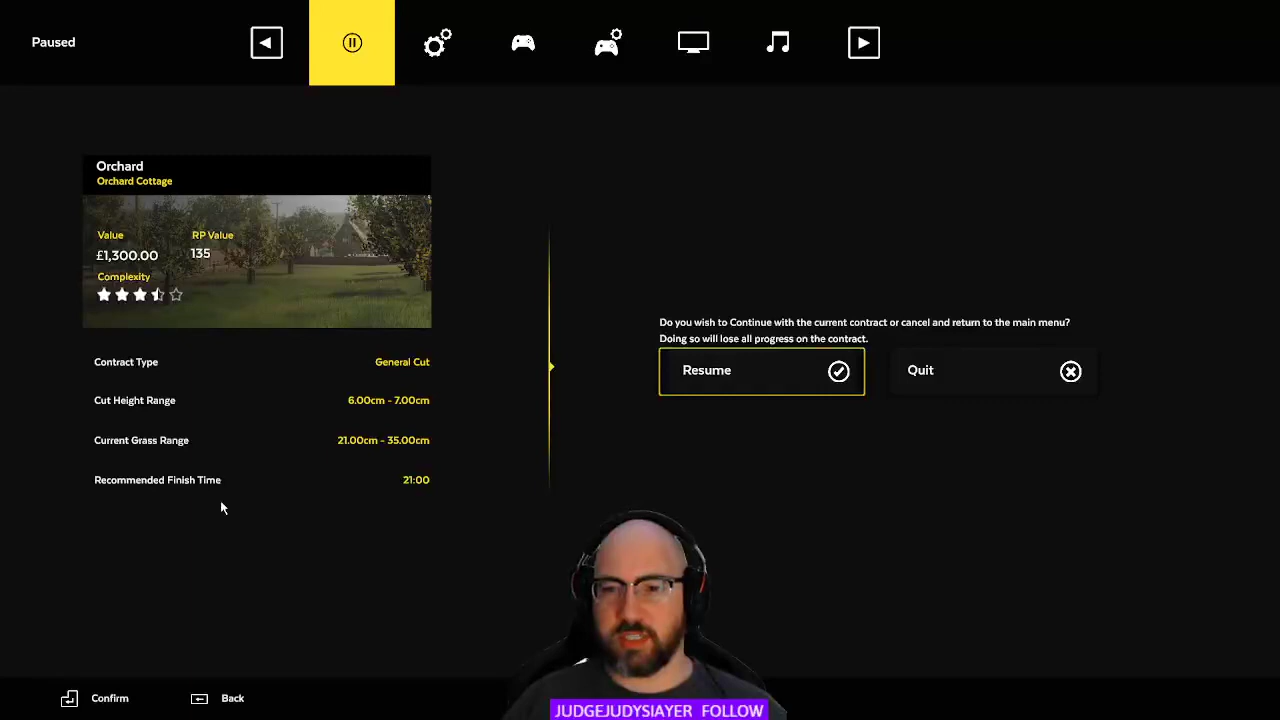 Paused
Orchard
Orchard Cottage
Value
RP Value
£1,300.00
135
Complexity
Contract Type
General Cut
Cut Height Range
6.00cm - 7.00cm
Current Grass Range
21.00cm - 35.00cm
Recommended Finish Time
21:00
Do you wish to Continue with the current contract or cancel and return to the main menu?
Doing so will lose all progress on the contract.
Resume
Quit
Confirm
Back
JUDGEJUDYSIAYER FOLLOW